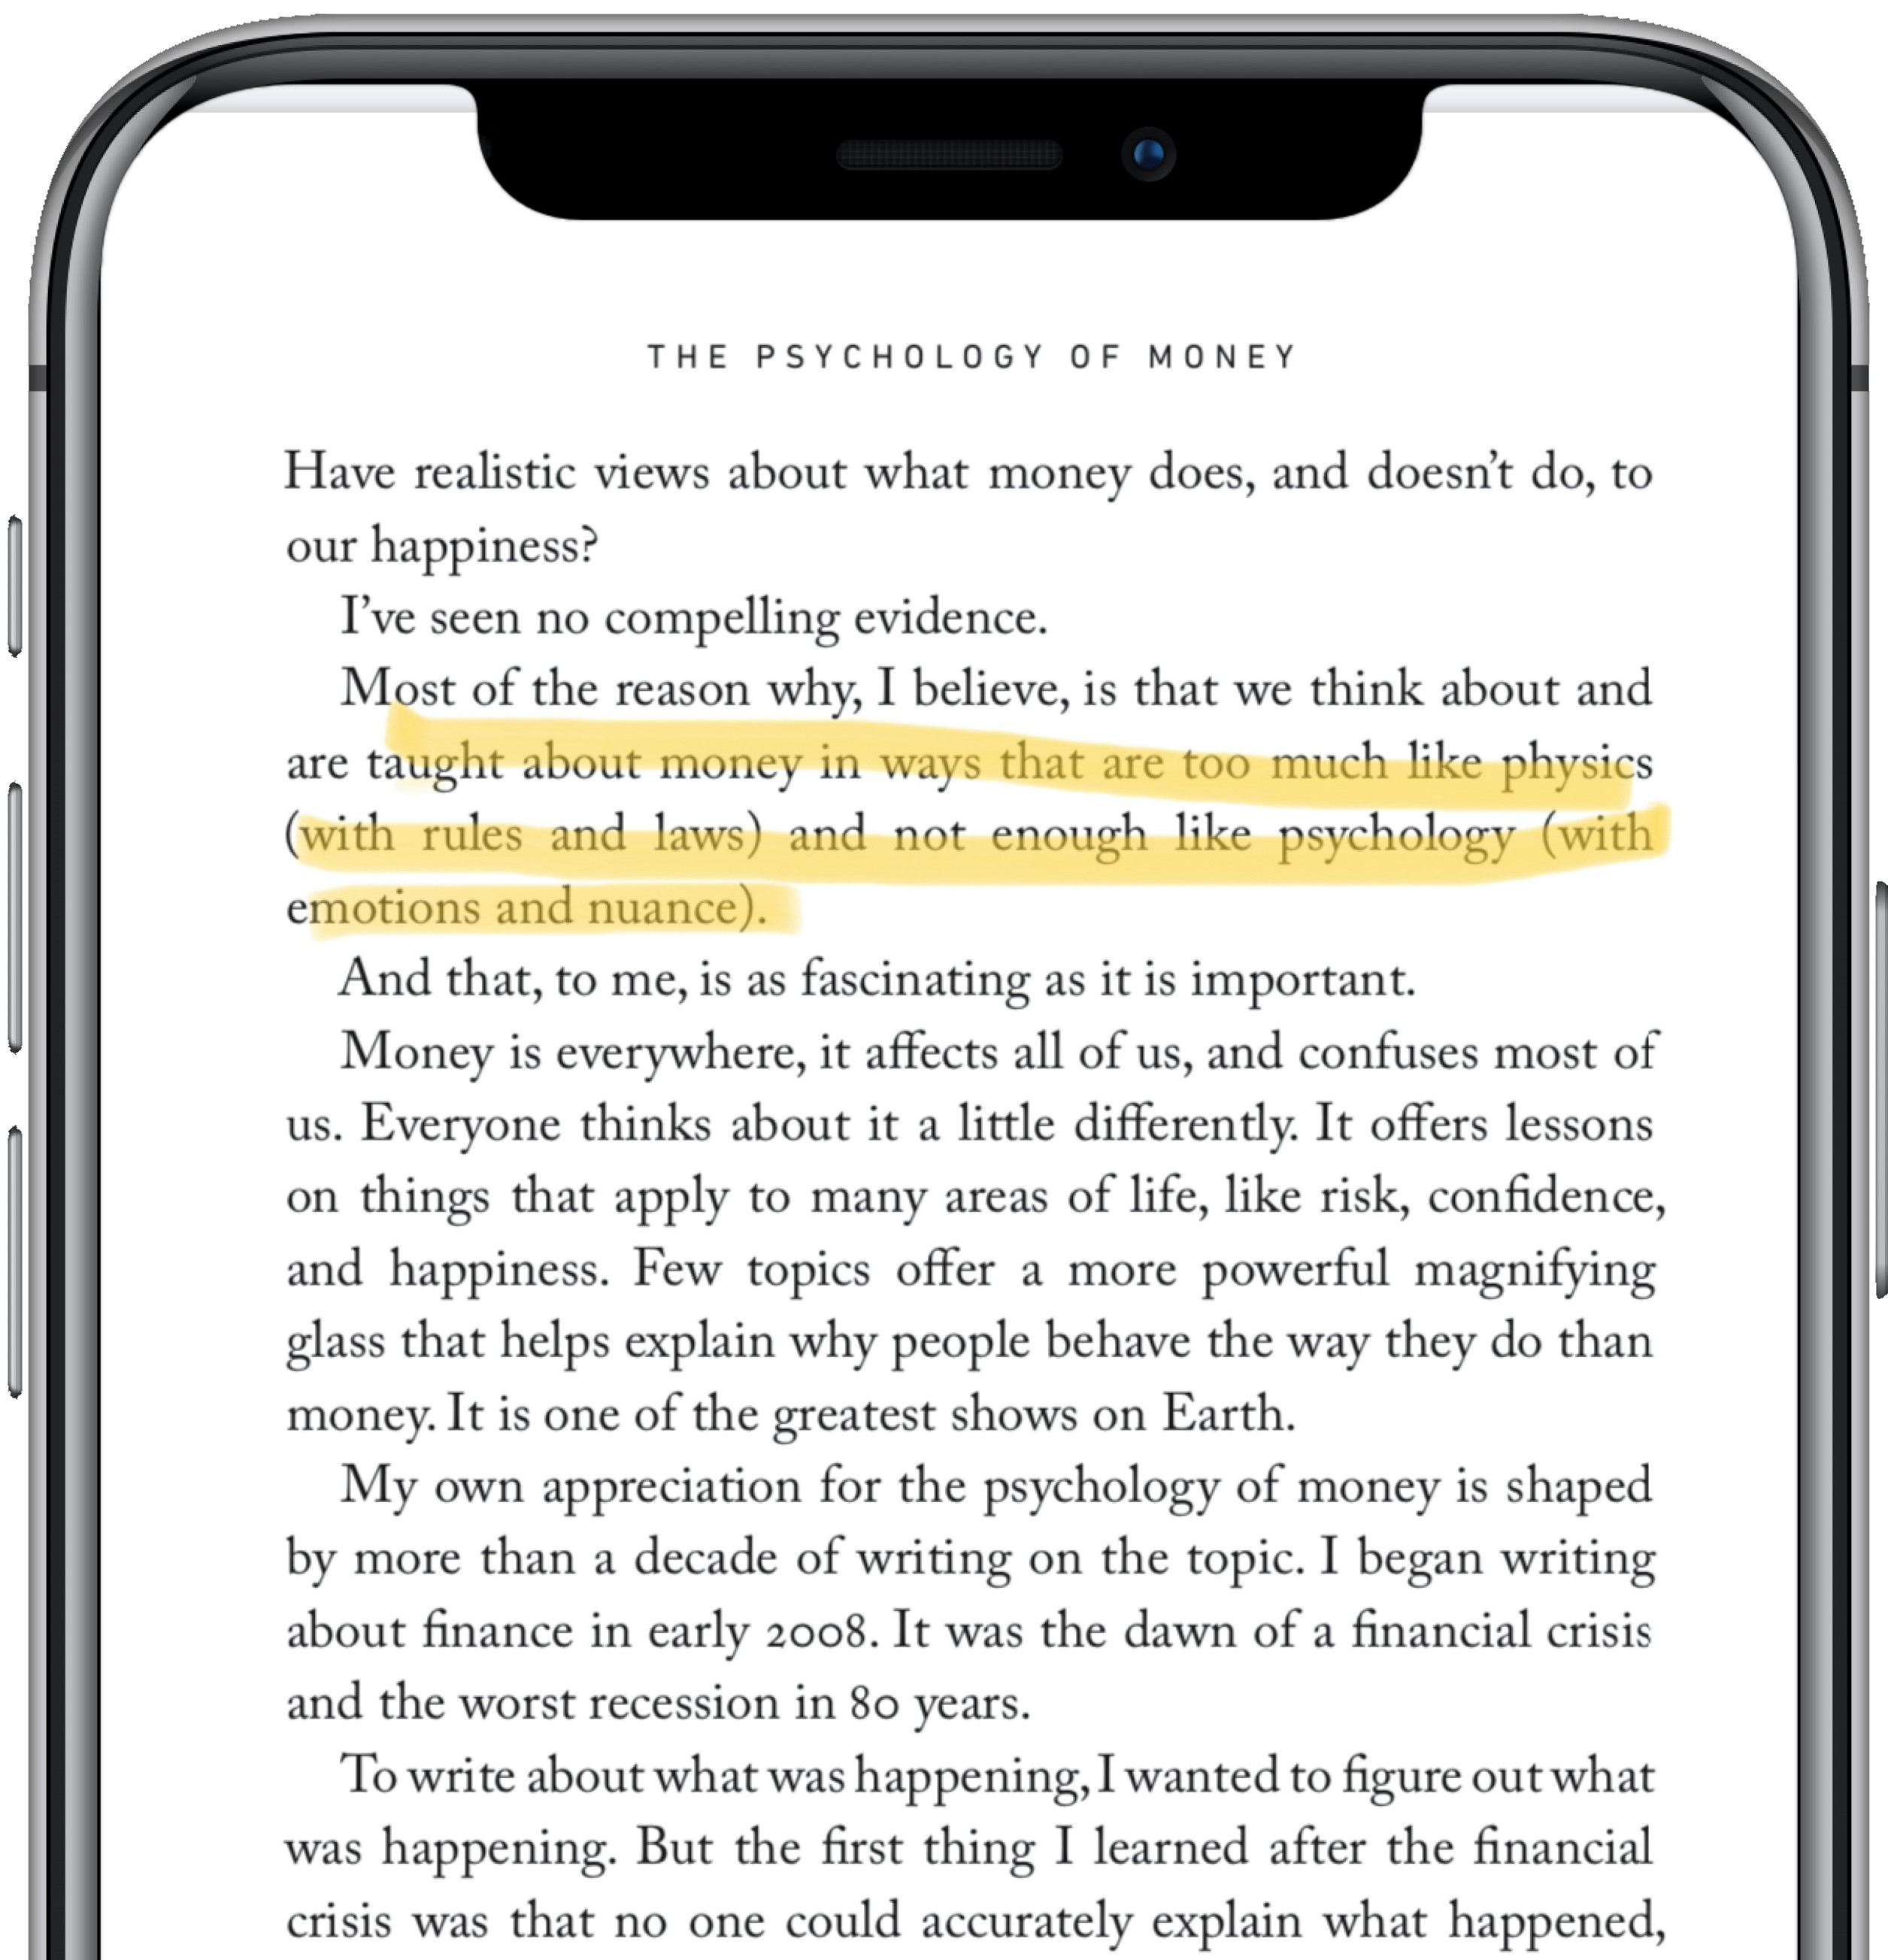 THE PSYCHOLOGY OF MONEY
Have realistic views about what money does, and doesn’t do, to
our happiness?
I’ve seen no compelling evidence.
Most of the reason why, I believe, is that we think about and
are taught about money in ways that are too much like physics
(with rules and laws) and not enough like psychology (with
emotions and nuance).
And that, to me, is as fascinating as it is important.
Money is everywhere, it affects all of us, and confuses most of
us. Everyone thinks about it a little differently. It offers lessons
on things that apply to many areas of life, like risk, confidence,
and happiness. Few topics offer a more powerful magnifying
glass that helps explain why people behave the way they do than
money. It is one of the greatest shows on Earth.
My own appreciation for the psychology of money is shaped
by more than a decade of writing on the topic. I began writing
about finance in early 2008. It was the dawn of a financial crisis
and the worst recession in 80 years.
To write about what was happening, I wanted to figure out what
was happening. But the first thing I learned after the financial
crisis was that no one could accurately explain what happened,